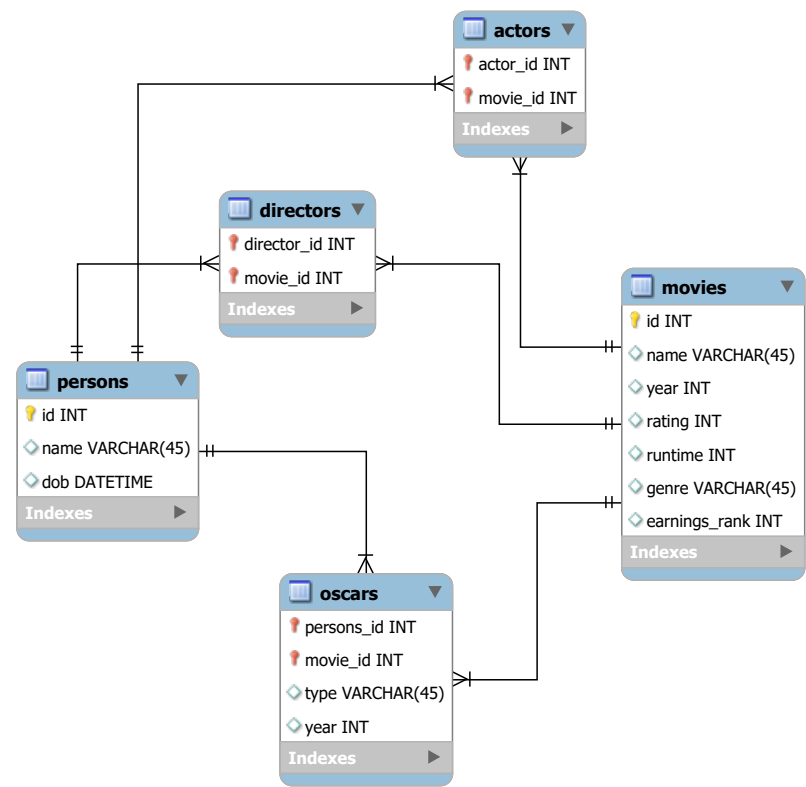 actors
actor_id INT
movie_id INT
Indexes
directors
director_id INT
movie_id INT
Indexes
movies
id INT
name VARCHAR(45)
year INT
rating INT
runtime INT
genre VARCHAR(45)
earnings_rank INT
Indexes
persons
id INT
name VARCHAR(45)
dob DATETIME
Indexes
oscars
persons_id INT
movie_id INT
type VARCHAR(45)
year INT
Indexes